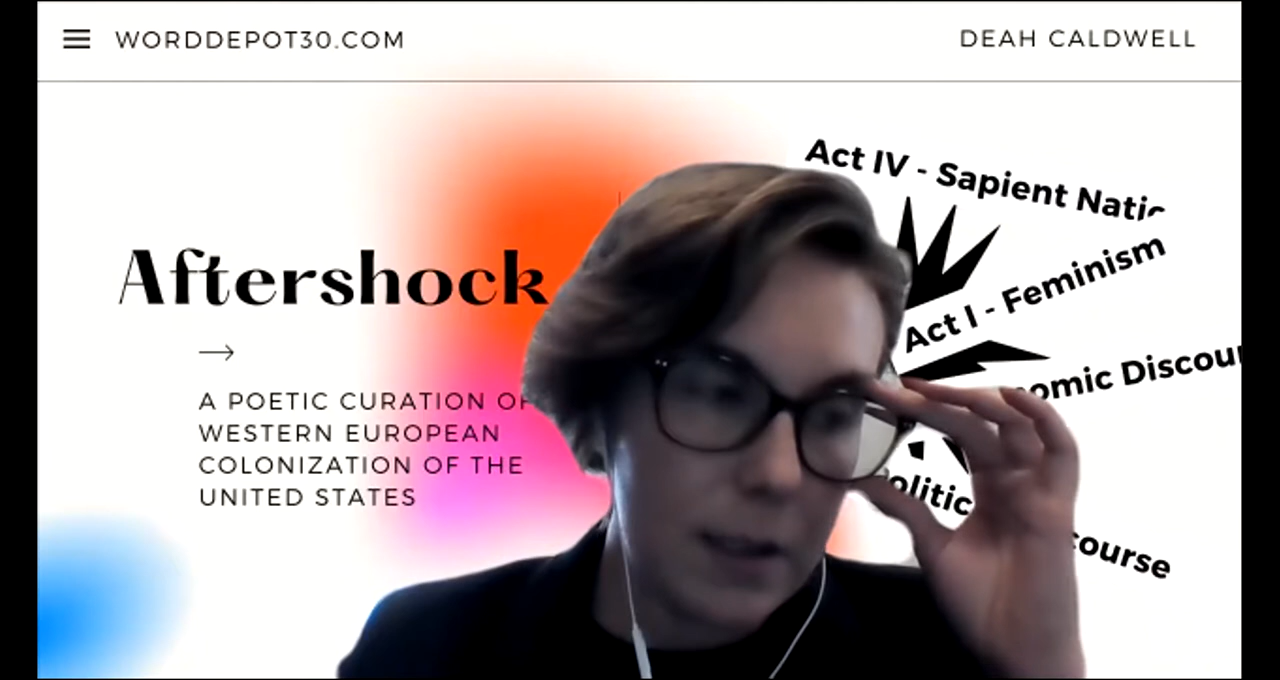 WORDDEPOT30.COM
DEAH CALDWELL
Aftershock
A POETIC CURATION OF
WESTERN EUROPEAN
COLONIZATION OF THE
UNITED STATES
Act IV - Sapient
Act I - Feminism